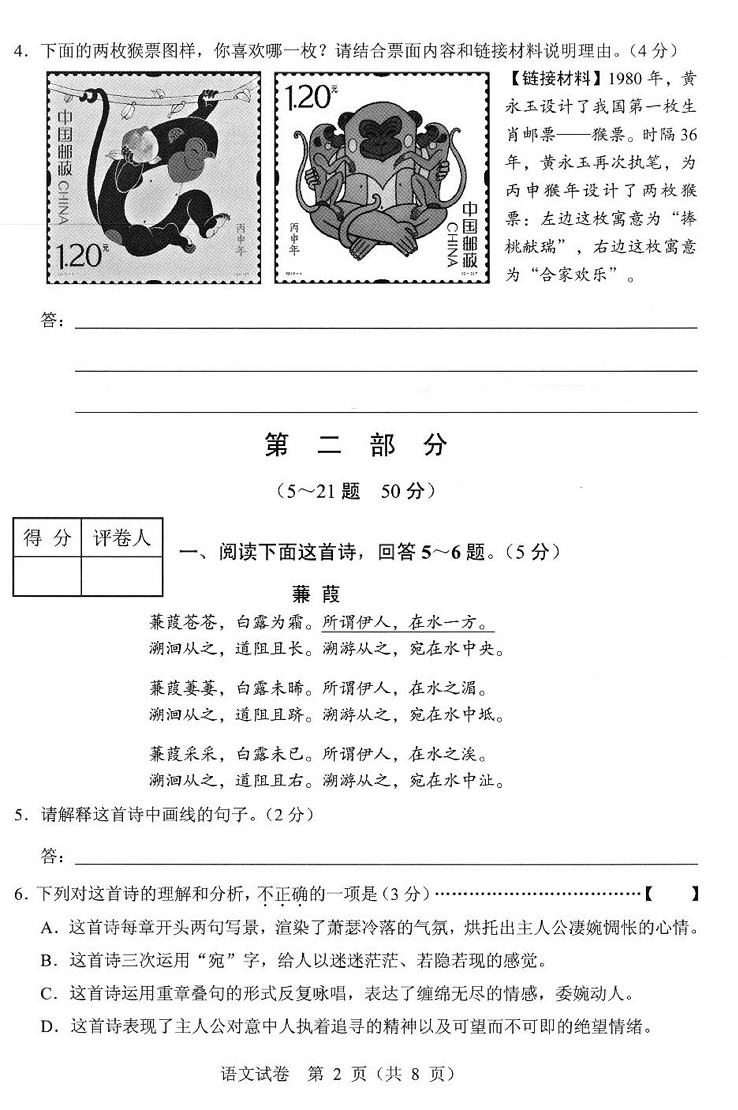 4．下面的两枚猴票图样，你喜欢哪一枚？请结合票面内容和链接材料说明理由。（4 分）
中国邮政 CHINA
丙申年
1.20元
1.20元
丙申年
中国邮政 CHINA
【链接材料】1980 年，黄
永玉设计了我国第一枚生
肖邮票——猴票。时隔 36
年，黄永玉再次执笔，为
丙申猴年设计了两枚猴
票：左边这枚寓意为“捧
桃献瑞”，右边这枚寓意
为“合家欢乐”。
答：
第 二 部 分
（5～21 题　50 分）
得 分　评卷人
一、阅读下面这首诗，回答 5～6 题。（5 分）
蒹 葭
蒹葭苍苍，白露为霜。所谓伊人，在水一方。
溯洄从之，道阻且长。溯游从之，宛在水中央。
蒹葭萋萋，白露未晞。所谓伊人，在水之湄。
溯洄从之，道阻且跻。溯游从之，宛在水中坻。
蒹葭采采，白露未已。所谓伊人，在水之涘。
溯洄从之，道阻且右。溯游从之，宛在水中沚。
5．请解释这首诗中画线的句子。（2 分）
答：
6．下列对这首诗的理解和分析，不正确的一项是（3 分）………………………………【　　】
A．这首诗每章开头两句写景，渲染了萧瑟冷落的气氛，烘托出主人公凄婉惆怅的心情。
B．这首诗三次运用“宛”字，给人以迷迷茫茫、若隐若现的感觉。
C．这首诗运用重章叠句的形式反复咏唱，表达了缠绵无尽的情感，委婉动人。
D．这首诗表现了主人公对意中人执着追寻的精神以及可望而不可即的绝望情绪。
语文试卷　第 2 页（共 8 页）